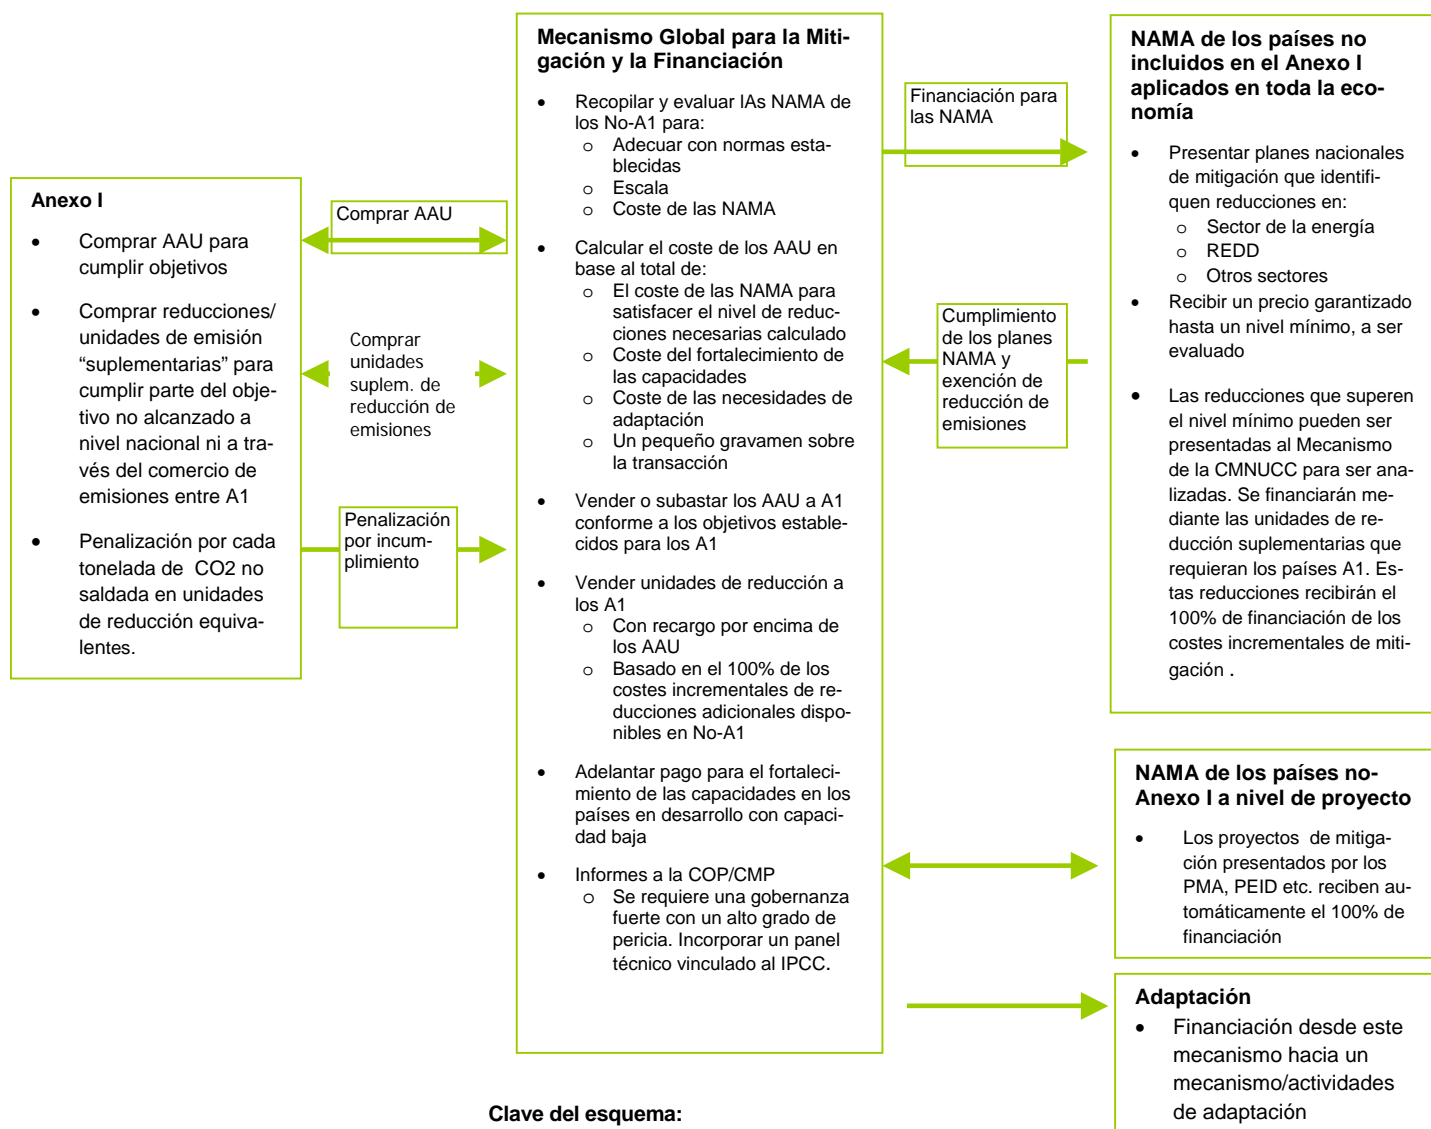 Anexo I
• Comprar AAU para
cumplir objetivos
• Comprar reducciones/
unidades de emisión
“suplementarias” para
cumplir parte del obje-
tivo no alcanzado a
nivel nacional ni a tra-
vés del comercio de
emisiones entre A1
• Penalización por cada
tonelada de CO2 no
saldada en unidades
de reducción equiva-
lentes.
Comprar AAU
Comprar
unidades
suplem. de
reducción de
emisiones
Penalización
por incum-
plimiento
Mecanismo Global para la Miti-
gación y la Financiación
• Recopilar y evaluar lAs NAMA de
los No-A1 para:
o Adecuar con normas esta-
blecidas
o Escala
o Coste de las NAMA
• Calcular el coste de los AAU en
base al total de:
o El coste de las NAMA para
satisfacer el nivel de reduc-
ciones necesarias calculado
o Coste del fortalecimiento de
las capacidades
o Coste de las necesidades de
adaptación
o Un pequeño gravamen sobre
la transacción
• Vender o subastar los AAU a A1
conforme a los objetivos estable-
cidos para los A1
• Vender unidades de reducción a
los A1
o Con recargo por encima de
los AAU
o Basado en el 100% de los
costes incrementales de re-
ducciones adicionales dispo-
nibles en No-A1
• Adelantar pago para el fortaleci-
miento de las capacidades en los
países en desarrollo con capaci-
dad baja
• Informes a la COP/CMP
o Se requiere una gobernanza
fuerte con un alto grado de
pericia. Incorporar un panel
técnico vinculado al IPCC.
Financiación para
las NAMA
Cumplimiento
de los planes
NAMA y
exención de
reducción de
emisiones
NAMA de los países no
incluidos en el Anexo I
aplicados en toda la eco-
nomía
• Presentar planes nacionales
de mitigación que identifi-
quen reducciones en:
o Sector de la energía
o REDD
o Otros sectores
• Recibir un precio garantizado
hasta un nivel mínimo, a ser
evaluado
• Las reducciones que superen
el nivel mínimo pueden ser
presentadas al Mecanismo
de la CMNUCC para ser ana-
lizadas. Se financiarán me-
diante las unidades de re-
ducción suplementarias que
requieran los países A1. Es-
tas reducciones recibirán el
100% de financiación de los
costes incrementales de miti-
gación .
NAMA de los países no-
Anexo I a nivel de proyecto
• Los proyectos de mitiga-
ción presentados por los
PMA, PEID etc. reciben au-
tomáticamente el 100% de
financiación
Adaptación
• Financiación desde este
mecanismo hacia un
mecanismo/actividades
de adaptación
Clave del esquema: